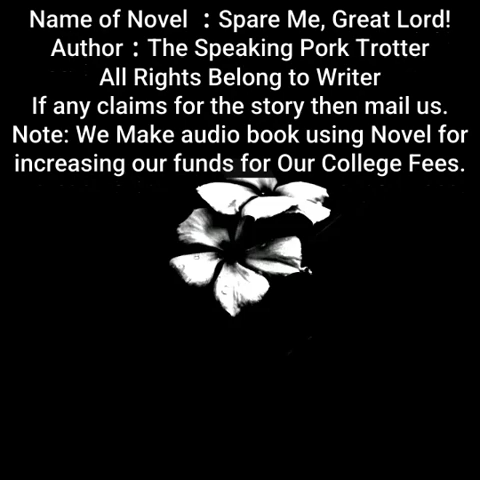 Name of Novel : Spare Me, Great Lord!
Author : The Speaking Pork Trotter
All Rights Belong to Writer
If any claims for the story then mail us.
Note: We Make audio book using Novel for
increasing our funds for Our College Fees.